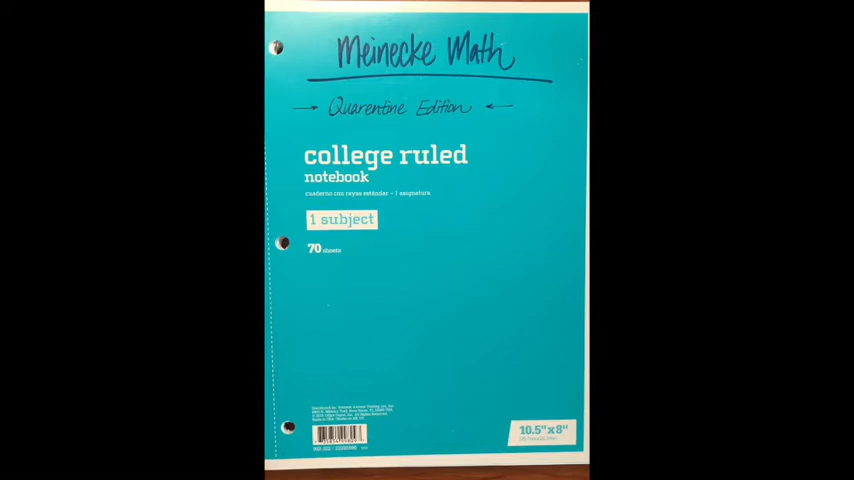 Meinecke Math
Quarentine Edition
college ruled
notebook
cuaderno con rayas estándar – 1 asignatura
1 subject
70 sheets
10.5"x8"